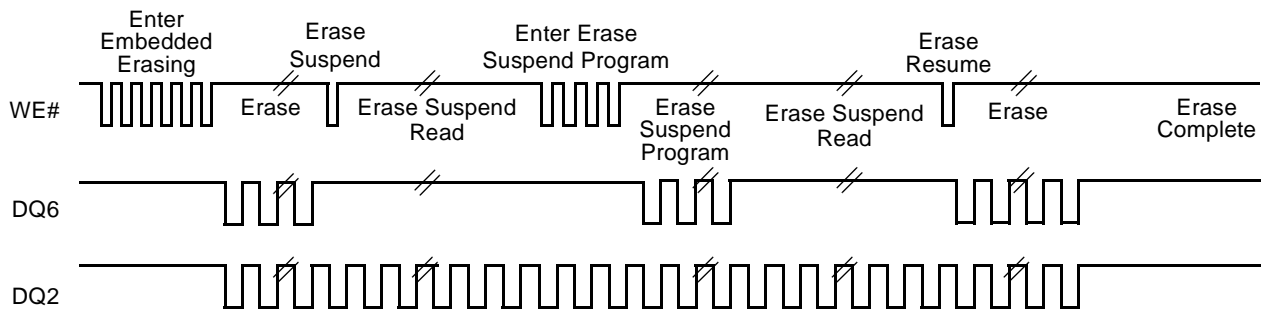 Enter
Embedded
Erasing
Erase
Suspend
Enter Erase
Suspend Program
Erase
Resume
WE#
Erase
Erase Suspend
Read
Erase
Suspend
Program
Erase Suspend
Read
Erase
Erase
Complete
DQ6
DQ2